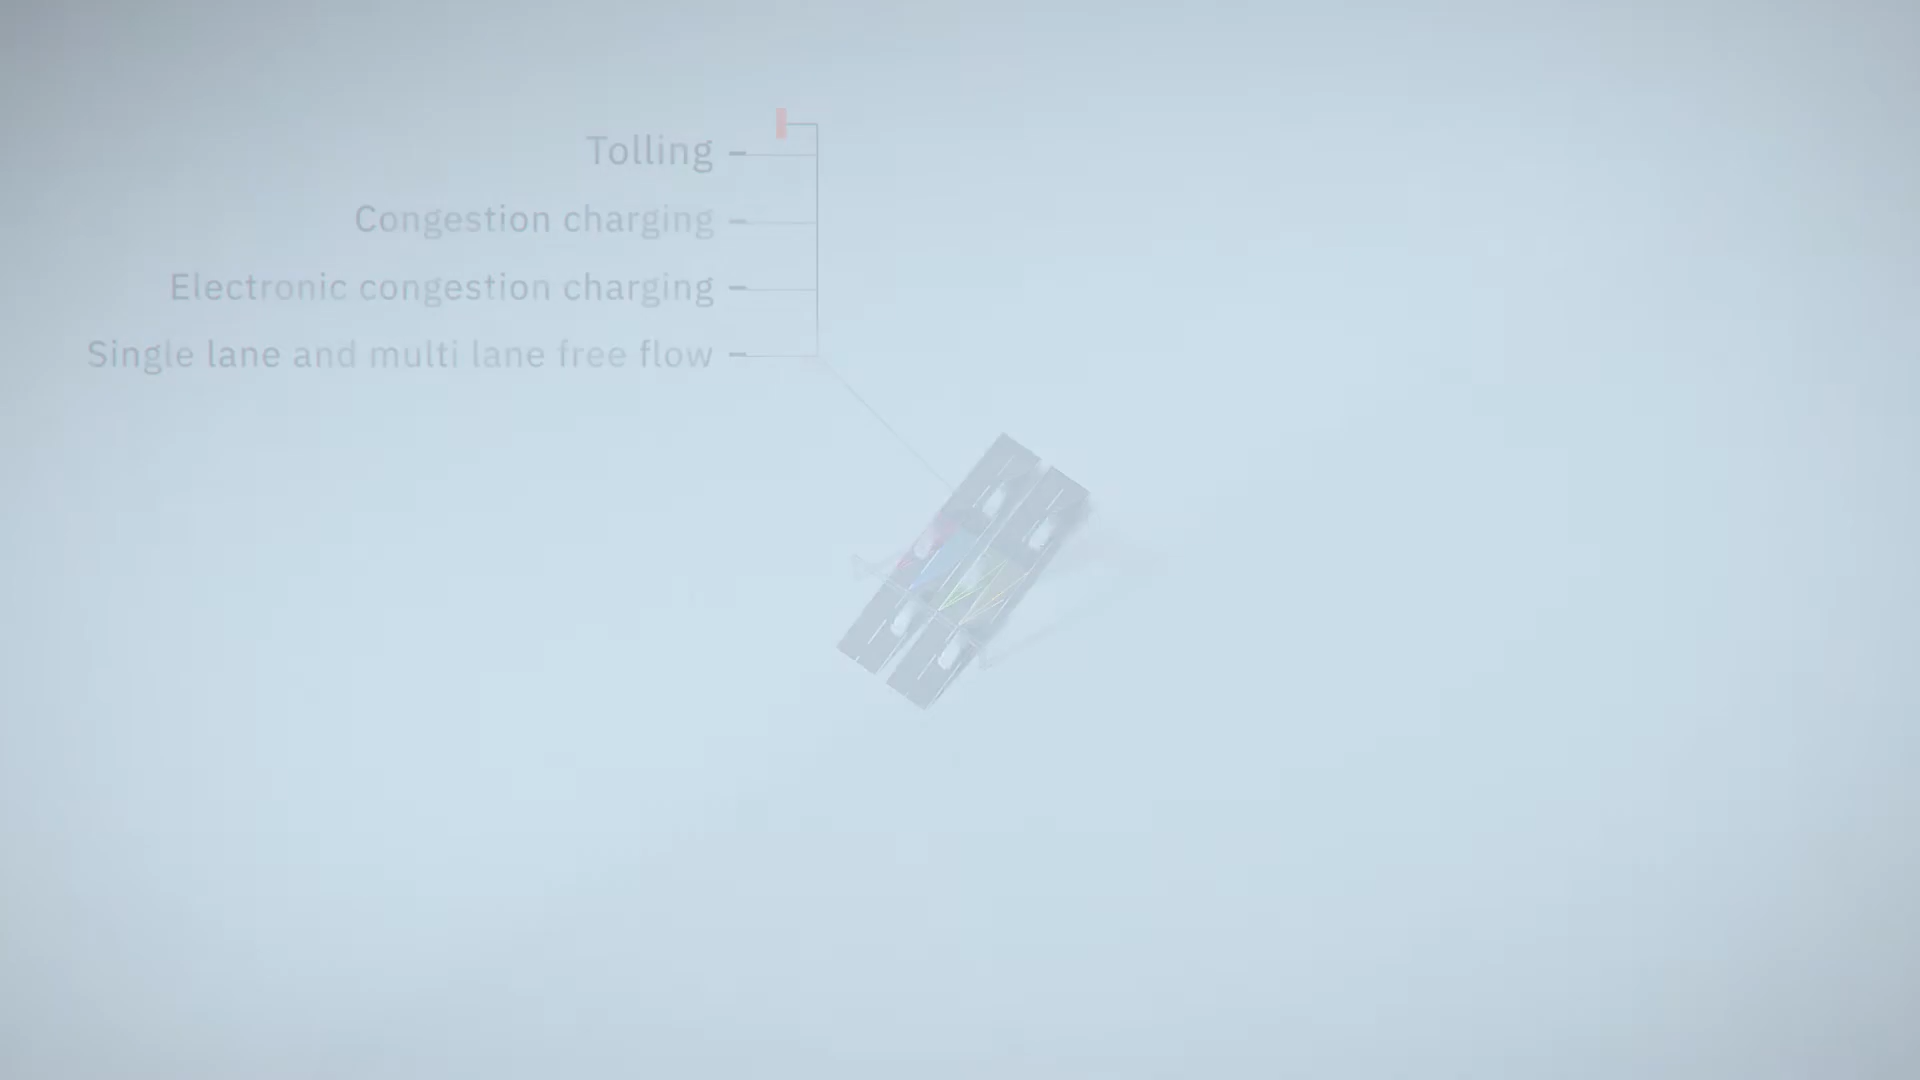 Tolling
Congestion charging
Electronic congestion charging
Single lane and multi lane free flow